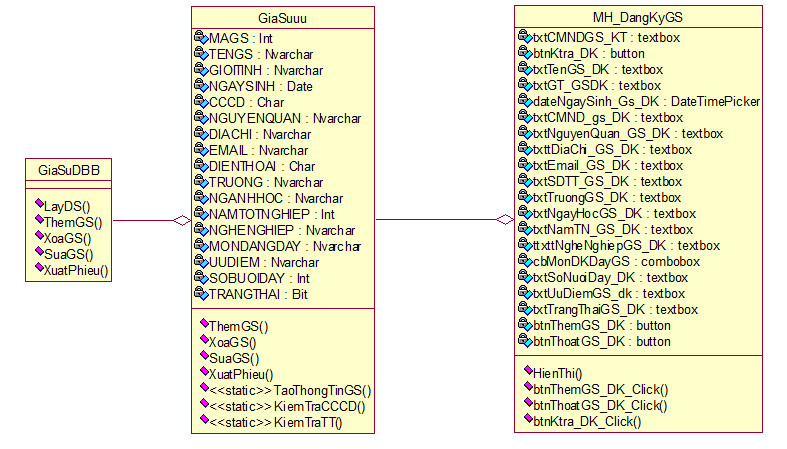 GiaSuDBB
LayDS()
ThemGS()
XoaGS()
SuaGS()
XuatPhieu()
GiaSuuu
MAGS : Int
TENGS : Nvarchar
GIOITINH : Nvarchar
NGAYSINH : Date
CCCD : Char
NGUYENQUAN : Nvarchar
DIACHI : Nvarchar
EMAIL : Nvarchar
DIENTHOAI : Char
TRUONG : Nvarchar
NGANHHOC : Nvarchar
NAMTOTNGHIEP : Int
NGHENGHIEP : Nvarchar
MONDANGDAY : Nvarchar
UUDIEM : Nvarchar
SOBUOIDAY : Int
TRANGTHAI : Bit
ThemGS()
XoaGS()
SuaGS()
XuatPhieu()
<<static>> TaoThongTinGS()
<<static>> KiemTraCCCD()
<<static>> KiemTraTT()
MH_DangKyGS
txtCMNDGS_KT : textbox
btnKtra_DK : button
txtTenGS_DK : textbox
txtGT_GSDK : textbox
dateNgaySinh_Gs_DK : DateTimePicker
txtCMND_gs_DK : textbox
txtNguyenQuan_GS_DK : textbox
txttDiaChi_GS_DK : textbox
txtEmail_GS_DK : textbox
txtSDTT_GS_DK : textbox
txtTruongGS_DK : textbox
txtNgayHocGS_DK : textbox
txtNamTN_GS_DK : textbox
ttxttNgheNghiepGS_DK : textbox
cbMonDKDayGS : combobox
txtSoNuoiDay_DK : textbox
txtUuDiemGS_dk : textbox
txtTrangThaiGS_DK : textbox
btnThemGS_DK : button
btnThoatGS_DK : button
HienThi()
btnThemGS_DK_Click()
btnThoatGS_DK_Click()
btnKtra_DK_Click()